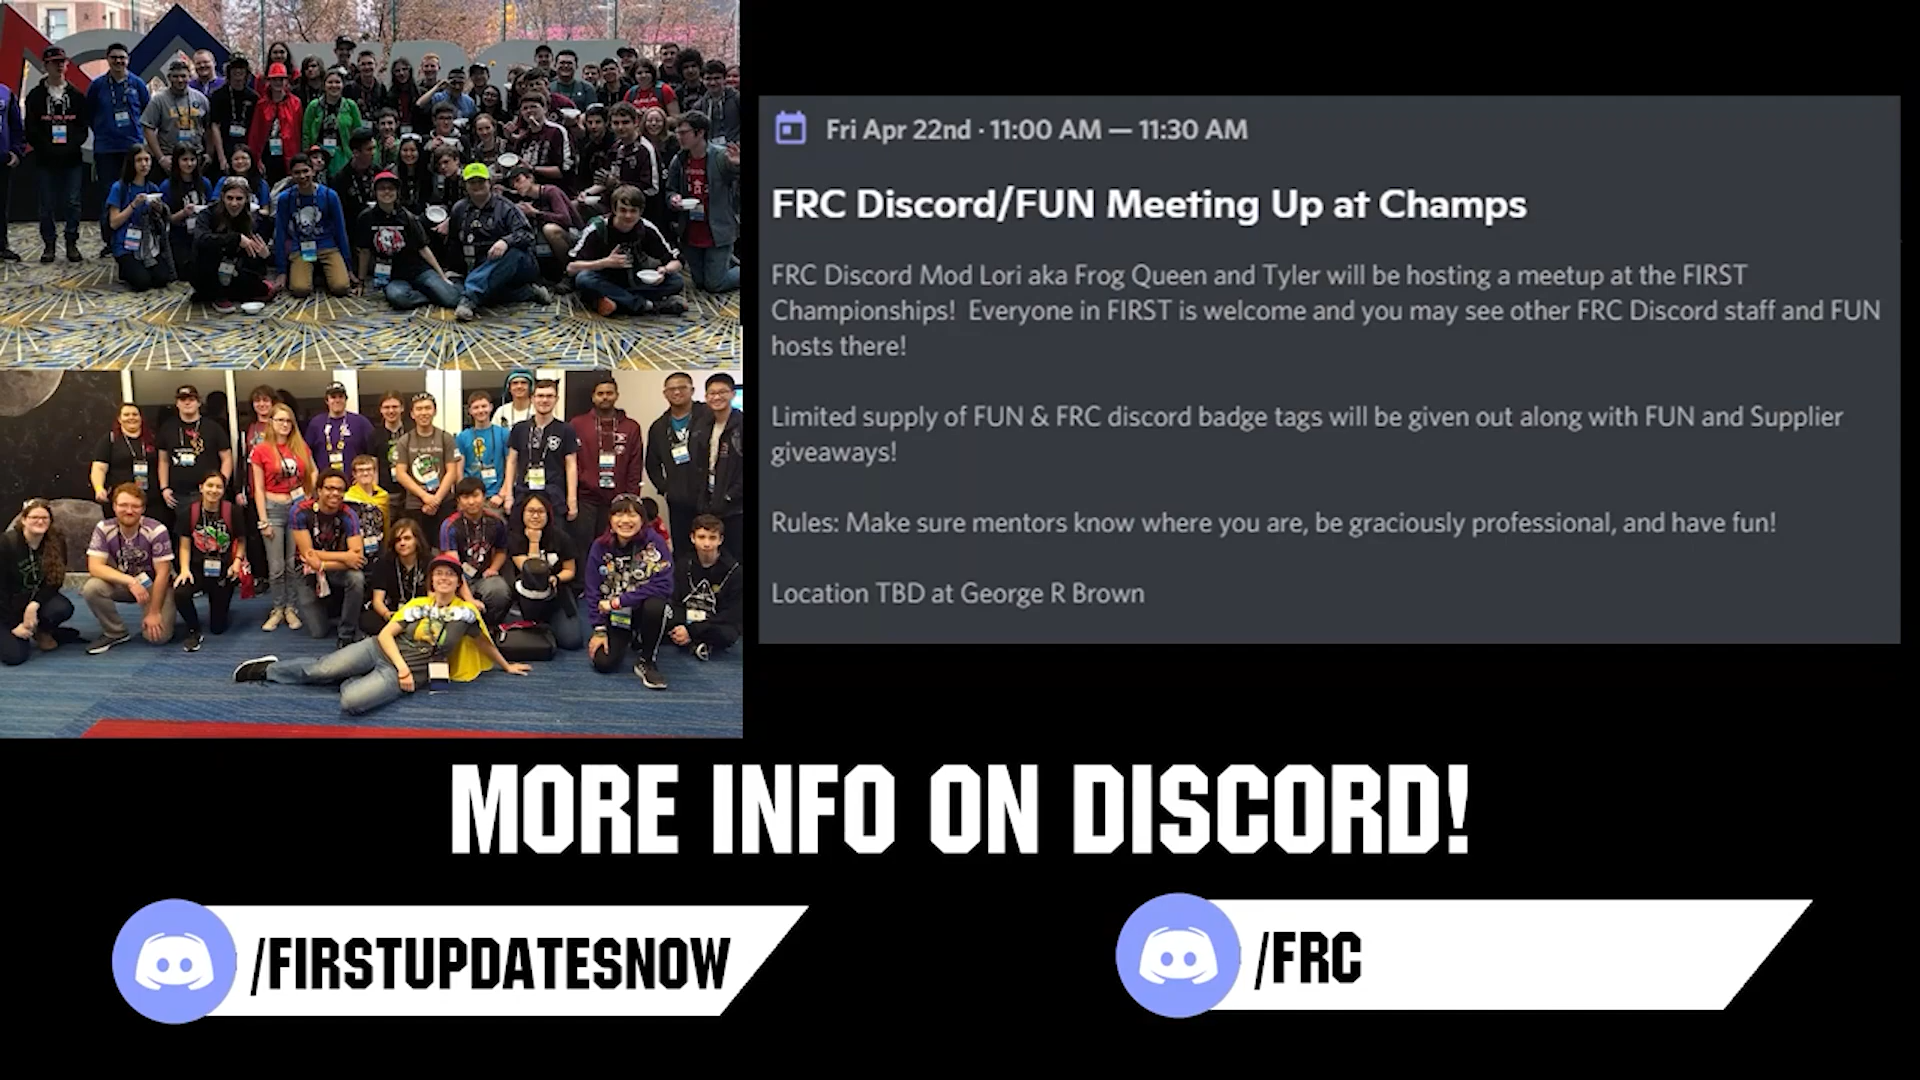 Fri Apr 22nd · 11:00 AM — 11:30 AM
FRC Discord/FUN Meeting Up at Champs
FRC Discord Mod Lori aka Frog Queen and Tyler will be hosting a meetup at the FIRST
Championships!  Everyone in FIRST is welcome and you may see other FRC Discord staff and FUN
hosts there!
Limited supply of FUN & FRC discord badge tags will be given out along with FUN and Supplier
giveaways!
Rules: Make sure mentors know where you are, be graciously professional, and have fun!
Location TBD at George R Brown
MORE INFO ON DISCORD!
/FIRSTUPDATESNOW
/FRC